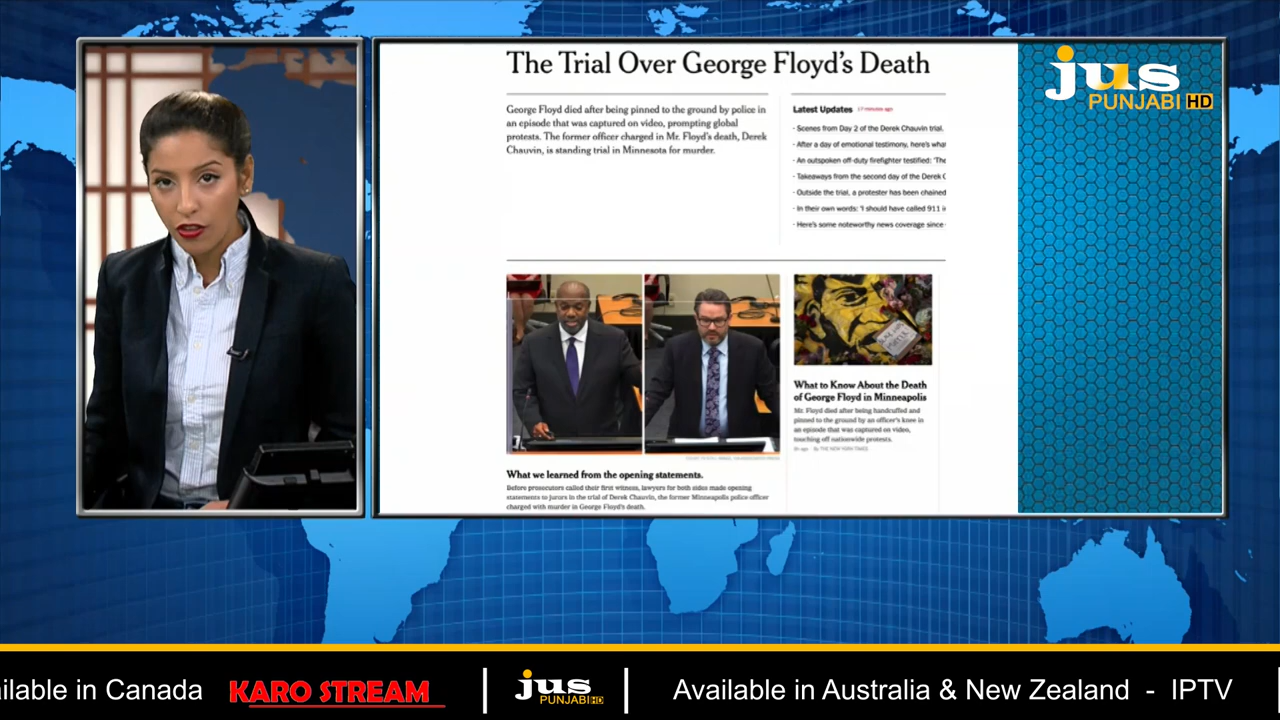 The Trial Over George Floyd's Death
George Floyd died after being pinned to the ground by police in
an episode that was captured on video, prompting global
protests. The former officer charged in Mr. Floyd's death, Derek
Chauvin, is standing trial in Minnesota for murder.
Latest Updates 17 minutes ago
· Scenes from Day 2 of the Derek Chauvin trial.
· After a day of emotional testimony, here's what
· An outspoken off-duty firefighter testified: 'The
· Takeaways from the second day of the Derek C
· Outside the trial, a protester has been chained
· In their own words: 'I should have called 911 i
· Here's some noteworthy news coverage since
What we learned from the opening statements.
Before prosecutors called their first witness, lawyers for both sides made opening
statements to jurors in the trial of Derek Chauvin, the former Minneapolis police officer
charged with murder in George Floyd's death.
What to Know About the Death
of George Floyd in Minneapolis
Mr. Floyd died after being handcuffed and
pinned to the ground by an officer's knee in
an episode that was captured on video,
touching off nationwide protests.
By THE NEW YORK TIMES
jus
PUNJABI HD
ilable in Canada KARO STREAM | jus PUNJABI HD | Available in Australia & New Zealand - IPTV